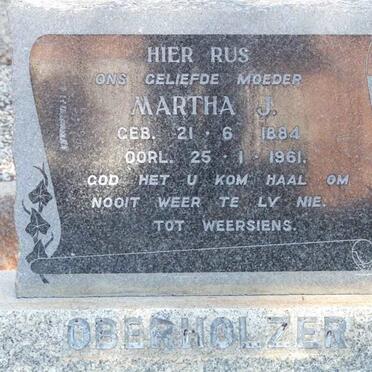 HIER RUS
ONS GELIEFDE MOEDER
MARTHA J.
GEB. 21 · 6 · 1884
OORL. 25 · 1 · 1961.
GOD HET U KOM HAAL OM
NOOIT WEER TE LY NIE.
TOT WEERSIENS.
OBERHOLZER